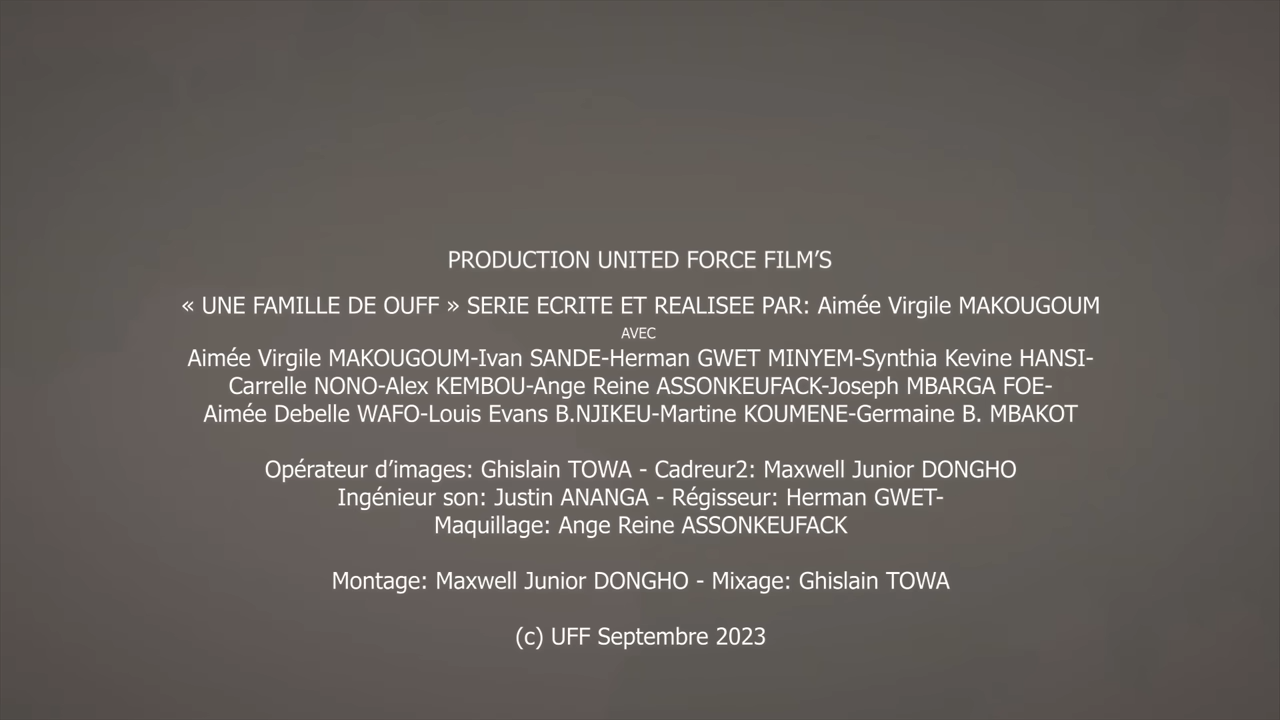 PRODUCTION UNITED FORCE FILM’S
« UNE FAMILLE DE OUFF » SERIE ECRITE ET REALISEE PAR: Aimée Virgile MAKOUGOUM
AVEC
Aimée Virgile MAKOUGOUM-Ivan SANDE-Herman GWET MINYEM-Synthia Kevine HANSI-
Carrelle NONO-Alex KEMBOU-Ange Reine ASSONKEUFACK-Joseph MBARGA FOE-
Aimée Debelle WAFO-Louis Evans B.NJIKEU-Martine KOUMENE-Germaine B. MBAKOT
Opérateur d’images: Ghislain TOWA - Cadreur2: Maxwell Junior DONGHO
Ingénieur son: Justin ANANGA - Régisseur: Herman GWET-
Maquillage: Ange Reine ASSONKEUFACK
Montage: Maxwell Junior DONGHO - Mixage: Ghislain TOWA
(c) UFF Septembre 2023